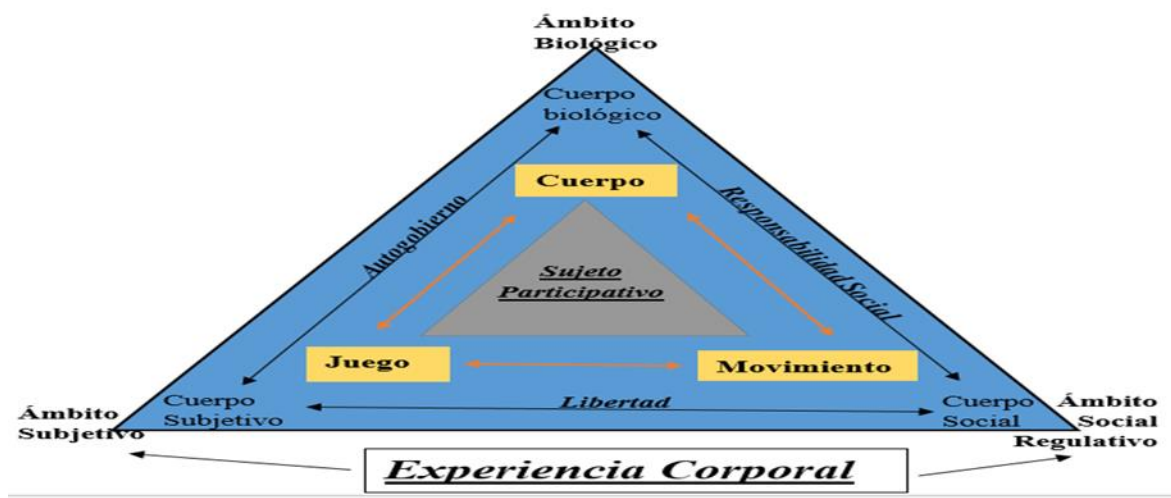 Ámbito
Biológico
Cuerpo
biológico
Cuerpo
Autogobierno
Responsabilidad Social
Sujeto
Participativo
Juego
Movimiento
Cuerpo
Subjetivo
Libertad
Cuerpo
Social
Ámbito
Subjetivo
Ámbito
Social
Regulativo
Experiencia Corporal